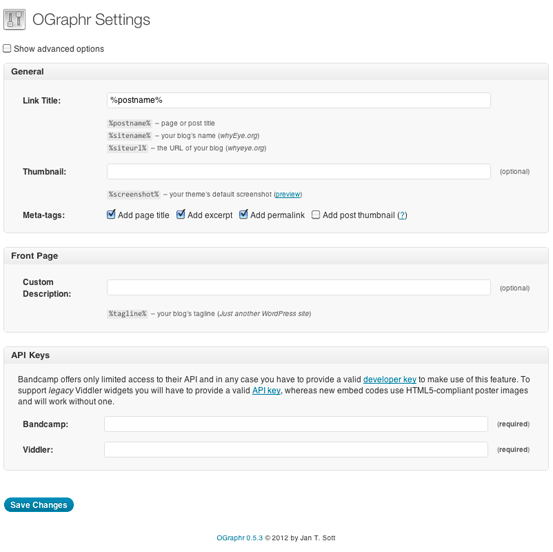 OGraphr Settings
Show advanced options
General
Link Title: %postname%
%postname% – page or post title
%sitename% – your blog's name (whyEye.org)
%siteurl% – the URL of your blog (whyeye.org)
Thumbnail: (optional)
%screenshot% – your theme's default screenshot (preview)
Meta-tags: Add page title Add excerpt Add permalink Add post thumbnail (?)
Front Page
Custom
Description: (optional)
%tagline% – your blog's tagline (Just another WordPress site)
API Keys
Bandcamp offers only limited access to their API and in any case you have to provide a valid developer key to make use of this feature. To
support legacy Viddler widgets you will have to provide a valid API key, whereas new embed codes use HTML5-compliant poster images
and will work without one.
Bandcamp: (required)
Viddler: (required)
Save Changes
OGraphr 0.5.3 © 2012 by Jan T. Sott